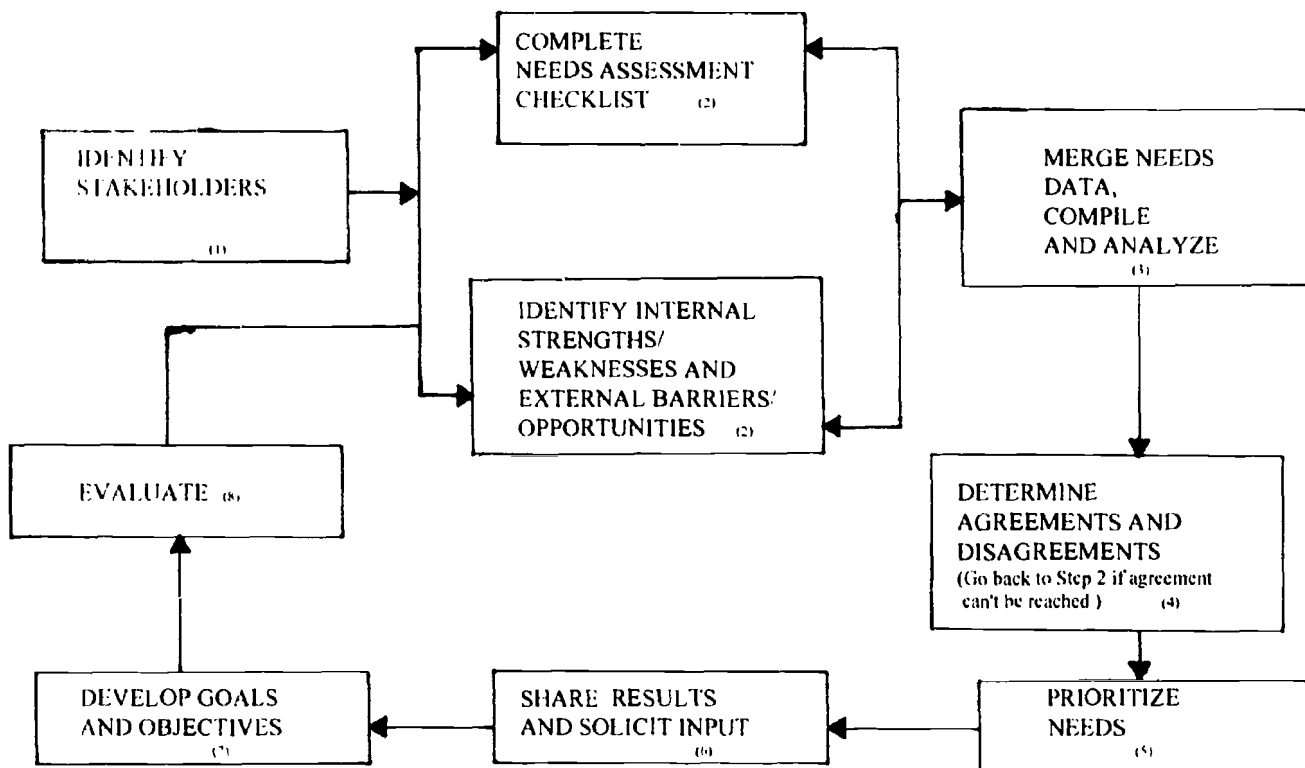 COMPLETE
NEEDS ASSESSMENT
CHECKLIST (2)
IDENTIFY
STAKEHOLDERS
(1)
MERGE NEEDS
DATA,
COMPILE
AND ANALYZE
(3)
IDENTIFY INTERNAL
STRENGTHS/
WEAKNESSES AND
EXTERNAL BARRIERS/
OPPORTUNITIES (2)
EVALUATE (8)
DETERMINE
AGREEMENTS AND
DISAGREEMENTS
(Go back to Step 2 if agreement
can't be reached ) (4)
DEVELOP GOALS
AND OBJECTIVES
(7)
SHARE RESULTS
AND SOLICIT INPUT
(6)
PRIORITIZE
NEEDS
(5)